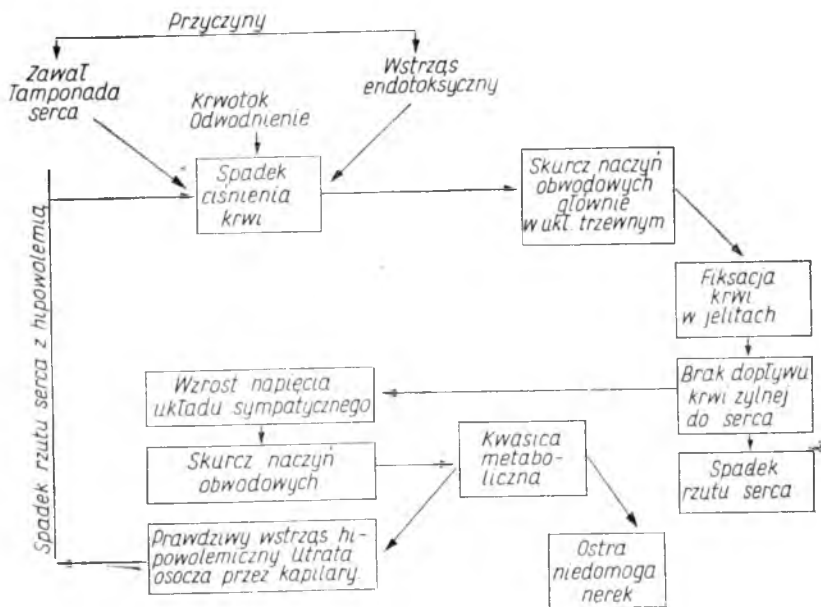 Przyczyny
Zawał
Tamponada
serca
Krwotok
Odwodnienie
Wstrząs
endotoksyczny
Spadek
ciśnienia
krwi
Skurcz naczyń
obwodowych
głównie
w ukł. trzewnym
Fiksacja
krwi
w jelitach
Brak dopływu
krwi żylnej
do serca
Spadek
rzutu serca
Wzrost napięcia
układu sympatycznego
Skurcz naczyń
obwodowych
Kwasica
metabo-
liczna
Prawdziwy wstrząs hi-
powolemiczny Utrata
osocza przez kapilary.
Ostra
niedomoga
nerek
Spadek rzutu serca z hipowolemią